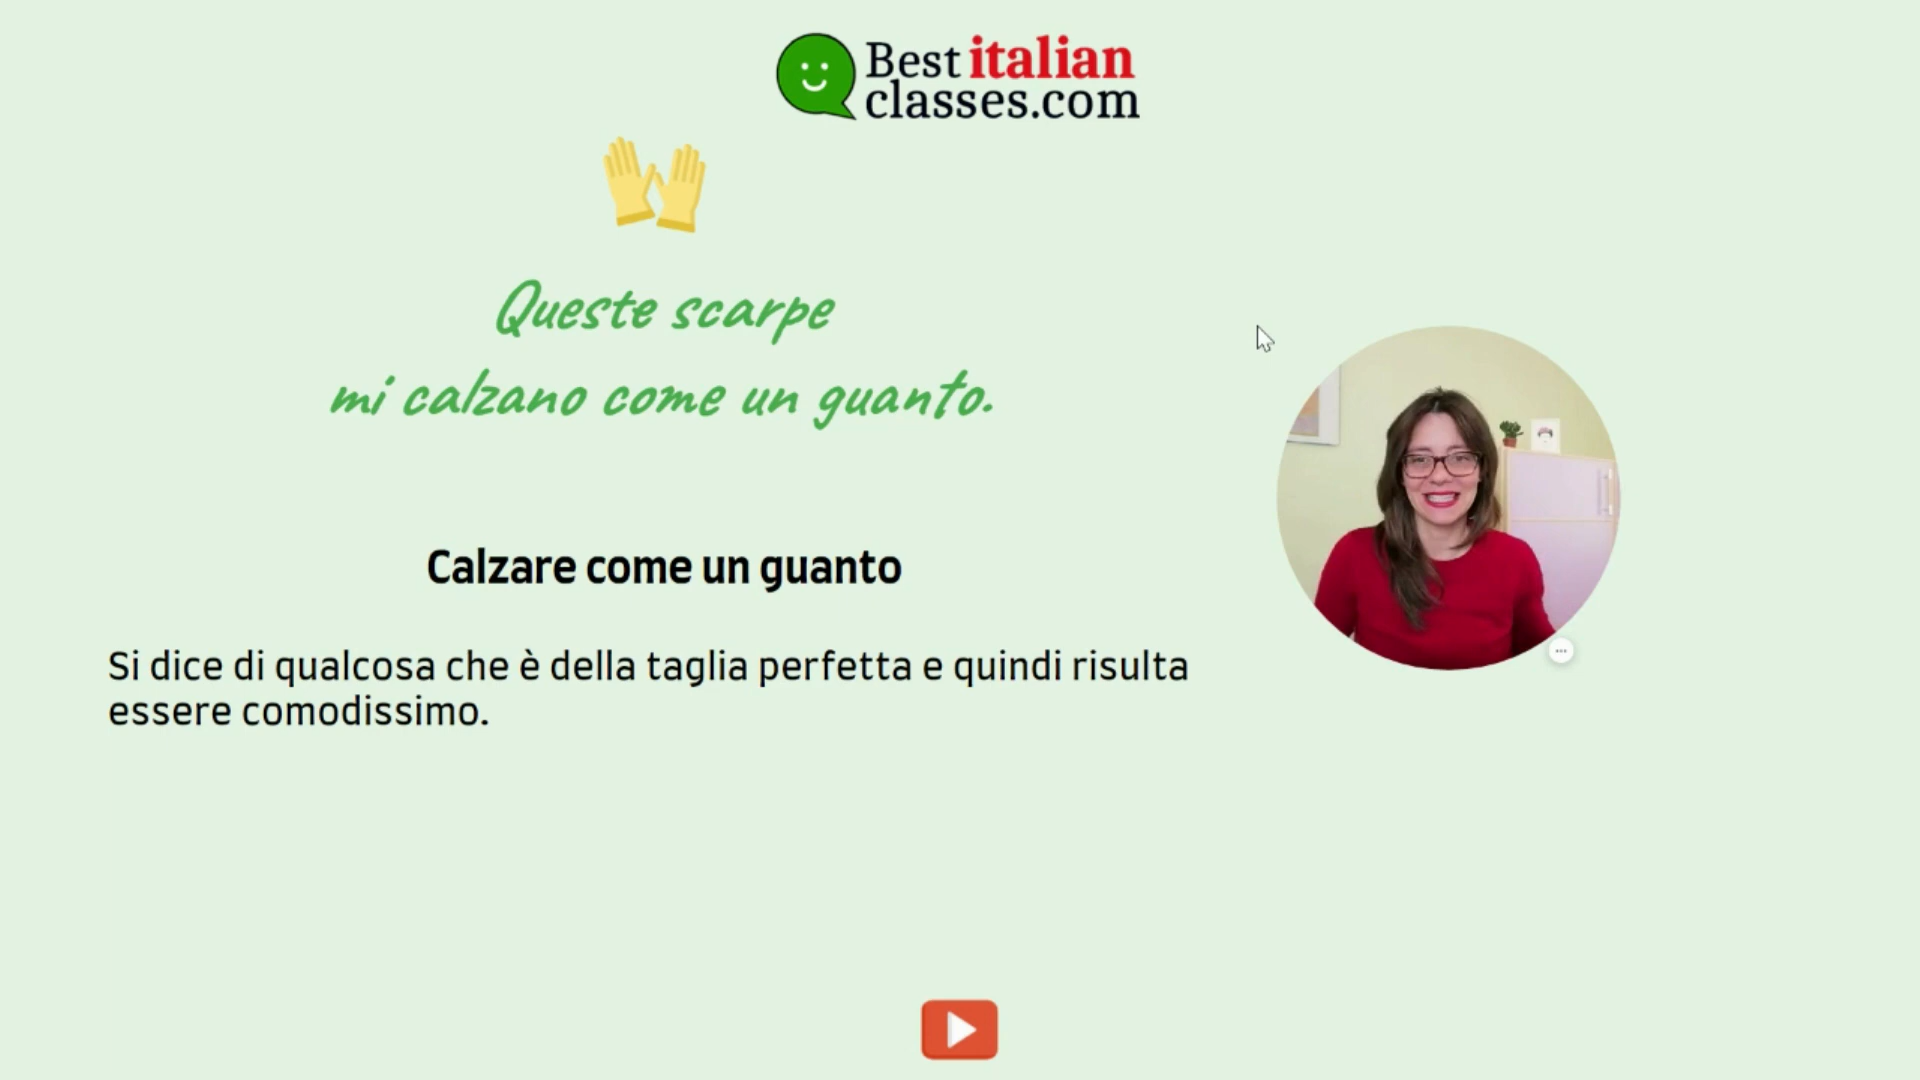 Best italian
classes.com
Queste scarpe
mi calzano come un guanto.
Calzare come un guanto
Si dice di qualcosa che è della taglia perfetta e quindi risulta
essere comodissimo.